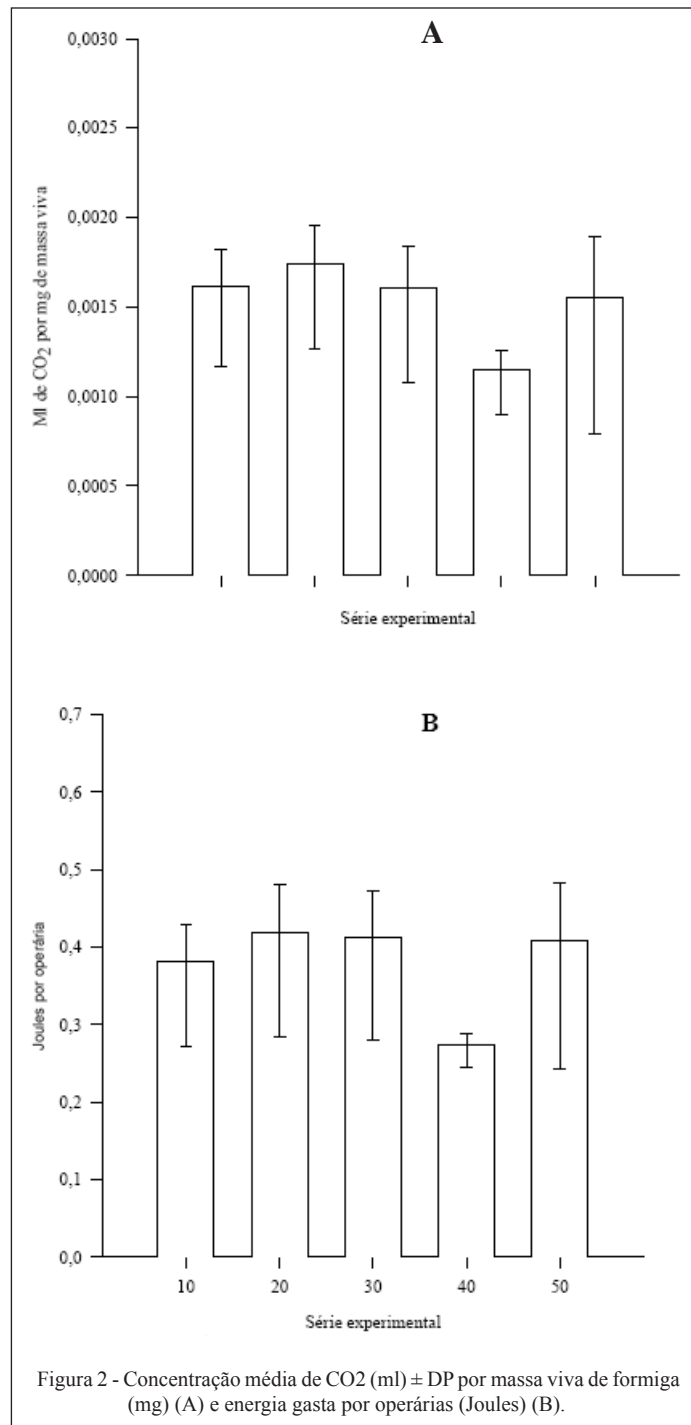 A
0,0030
0,0025
0,0020
0,0015
0,0010
0,0005
0,0000
Ml de CO2 por mg de massa viva
Série experimental
B
0,7
0,6
0,5
0,4
0,3
0,2
0,1
0,0
Joules por operária
10 20 30 40 50
Série experimental
Figura 2 - Concentração média de CO2 (ml) ± DP por massa viva de formiga
(mg) (A) e energia gasta por operárias (Joules) (B).